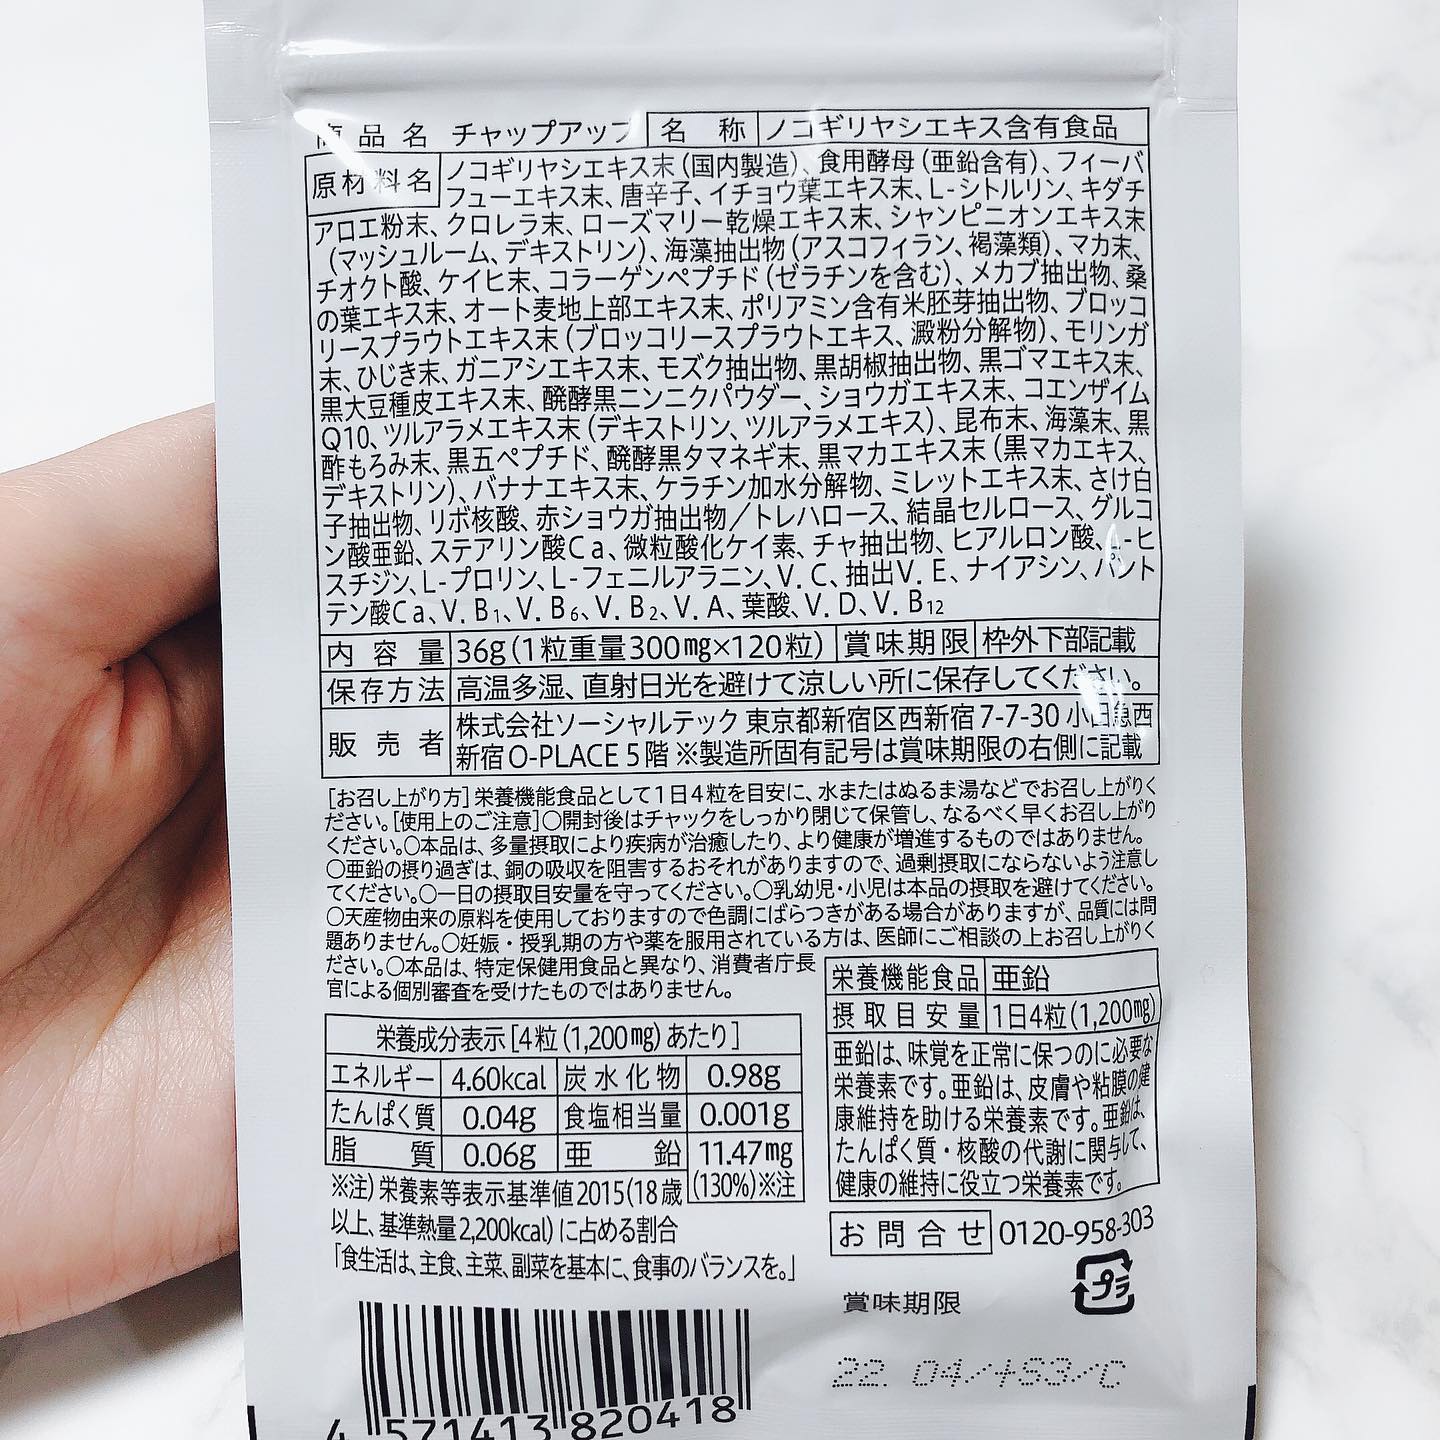 商品名 チャップアップ 名称 ノコギリヤシエキス含有食品
原材料名 ノコギリヤシエキス末(国内製造)、食用酵母(亜鉛含有)、フィーバ
フューエキス末、唐辛子、イチョウ葉エキス末、L-シトルリン、キダチ
アロエ粉末、クロレラ末、ローズマリー乾燥エキス末、シャンピニオンエキス末
(マッシュルーム、デキストリン)、海藻抽出物(アスコフィラン、褐藻類)、マカ末、
チオクト酸、ケイヒ末、コラーゲンペプチド(ゼラチンを含む)、メカブ抽出物、桑
の葉エキス末、オート麦地上部エキス末、ポリアミン含有米胚芽抽出物、ブロッコ
リースプラウトエキス末(ブロッコリースプラウトエキス、澱粉分解物)、モリンガ
末、ひじき末、ガニアシエキス末、モズク抽出物、黒胡椒抽出物、黒ゴマエキス末、
黒大豆種皮エキス末、醗酵黒ニンニクパウダー、ショウガエキス末、コエンザイム
Q10、ツルアラメエキス末(デキストリン、ツルアラメエキス)、昆布末、海藻末、黒
酢もろみ末、黒五ペプチド、醗酵黒タマネギ末、黒マカエキス末(黒マカエキス、
デキストリン)、バナナエキス末、ケラチン加水分解物、ミレットエキス末、さけ白
子抽出物、リボ核酸、赤ショウガ抽出物/トレハロース、結晶セルロース、グルコ
ン酸亜鉛、ステアリン酸Ca、微粒酸化ケイ素、チャ抽出物、ヒアルロン酸、L-ヒ
スチジン、L-プロリン、L-フェニルアラニン、V.C、抽出V.E、ナイアシン、パント
テン酸Ca、V.B1、V.B6、V.B2、V.A、葉酸、V.D、V.B12
内容量 36g(1粒重量300mg×120粒) 賞味期限 枠外下部記載
保存方法 高温多湿、直射日光を避けて涼しい所に保存してください。
販売者 株式会社ソーシャルテック 東京都新宿区西新宿7-7-30 小田急西
新宿O-PLACE 5階 ※製造所固有記号は賞味期限の右側に記載
[お召し上がり方]栄養機能食品として1日4粒を目安に、水またはぬるま湯などでお召し上がりく
ださい。[使用上のご注意]○開封後はチャックをしっかり閉じて保管し、なるべく早くお召し上がり
ください。○本品は、多量摂取により疾病が治癒したり、より健康が増進するものではありません。
○亜鉛の摂り過ぎは、銅の吸収を阻害するおそれがありますので、過剰摂取にならないよう注意し
てください。○一日の摂取目安量を守ってください。○乳幼児・小児は本品の摂取を避けてください。
○天産物由来の原料を使用しておりますので色調にばらつきがある場合がありますが、品質には問
題ありません。○妊娠・授乳期の方や薬を服用されている方は、医師にご相談の上お召し上がりく
ださい。○本品は、特定保健用食品と異なり、消費者庁長
官による個別審査を受けたものではありません。
栄養機能食品 亜鉛
摂取目安量 1日4粒(1,200mg)
亜鉛は、味覚を正常に保つのに必要な
栄養素です。亜鉛は、皮膚や粘膜の健
康維持を助ける栄養素です。亜鉛は、
たんぱく質・核酸の代謝に関与して、
健康の維持に役立つ栄養素です。
栄養成分表示[4粒(1,200mg)あたり]
エネルギー 4.60kcal 炭水化物 0.98g
たんぱく質 0.04g 食塩相当量 0.001g
脂質 0.06g 亜鉛 11.47mg
(130%)※注
※注)栄養素等表示基準値2015(18歳
以上、基準熱量2,200kcal)に占める割合
「食生活は、主食、主菜、副菜を基本に、食事のバランスを。」
お問合せ 0120-958-303
プラ
賞味期限
22.04/+S3/C
4 571413 820418